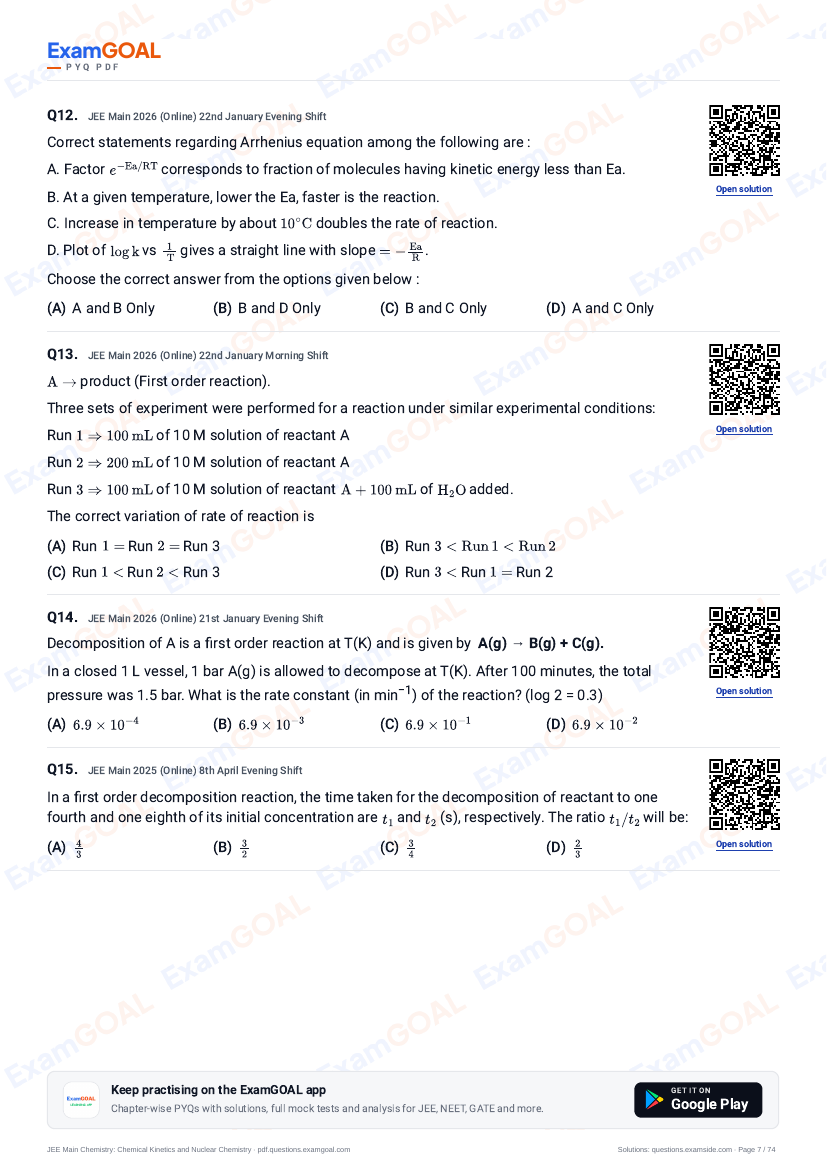 ExamGOAL
PYQ PDF
Q12. JEE Main 2026 (Online) 22nd January Evening Shift
Correct statements regarding Arrhenius equation among the following are :
A. Factor e^{-Ea/RT} corresponds to fraction of molecules having kinetic energy less than Ea.
B. At a given temperature, lower the Ea, faster is the reaction.
C. Increase in temperature by about 10°C doubles the rate of reaction.
D. Plot of log k vs 1/T gives a straight line with slope = −Ea/R.
Choose the correct answer from the options given below :
(A) A and B Only (B) B and D Only (C) B and C Only (D) A and C Only
Open solution
Q13. JEE Main 2026 (Online) 22nd January Morning Shift
A → product (First order reaction).
Three sets of experiment were performed for a reaction under similar experimental conditions:
Run 1 ⇒ 100 mL of 10 M solution of reactant A
Run 2 ⇒ 200 mL of 10 M solution of reactant A
Run 3 ⇒ 100 mL of 10 M solution of reactant A + 100 mL of H₂O added.
The correct variation of rate of reaction is
(A) Run 1 = Run 2 = Run 3 (B) Run 3 < Run 1 < Run 2
(C) Run 1 < Run 2 < Run 3 (D) Run 3 < Run 1 = Run 2
Open solution
Q14. JEE Main 2026 (Online) 21st January Evening Shift
Decomposition of A is a first order reaction at T(K) and is given by A(g) → B(g) + C(g).
In a closed 1 L vessel, 1 bar A(g) is allowed to decompose at T(K). After 100 minutes, the total
pressure was 1.5 bar. What is the rate constant (in min⁻¹) of the reaction? (log 2 = 0.3)
(A) 6.9 × 10⁻⁴ (B) 6.9 × 10⁻³ (C) 6.9 × 10⁻¹ (D) 6.9 × 10⁻²
Open solution
Q15. JEE Main 2025 (Online) 8th April Evening Shift
In a first order decomposition reaction, the time taken for the decomposition of reactant to one
fourth and one eighth of its initial concentration are t₁ and t₂ (s), respectively. The ratio t₁/t₂ will be:
(A) 4/3 (B) 3/2 (C) 3/4 (D) 2/3
Open solution
ExamGOAL
Keep practising on the ExamGOAL app
Chapter-wise PYQs with solutions, full mock tests and analysis for JEE, NEET, GATE and more.
GET IT ON
Google Play
JEE Main Chemistry: Chemical Kinetics and Nuclear Chemistry · pdf.questions.examgoal.com
Solutions: questions.examside.com · Page 7 / 74